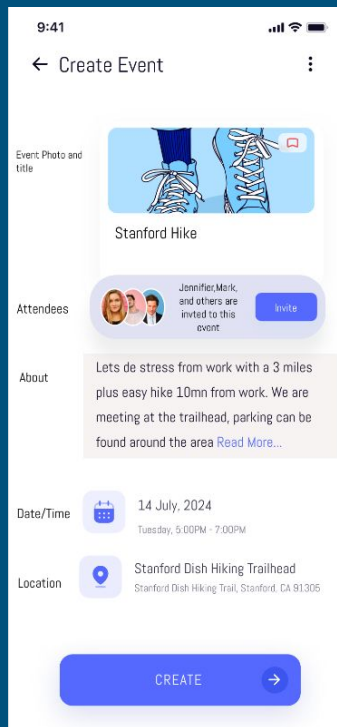 9:41
Create Event
Event Photo and
title
Stanford Hike
Attendees
Jennifier,Mark,
and others are
invted to this
event
Invite
About
Lets de stress from work with a 3 miles
plus easy hike 10mn from work. We are
meeting at the trailhead, parking can be
found around the area Read More...
Date/Time
14 July, 2024
Tuesday, 5:00PM - 7:00PM
Location
Stanford Dish Hiking Trailhead
Stanford Dish Hiking Trail, Stanford. CA 91305
CREATE